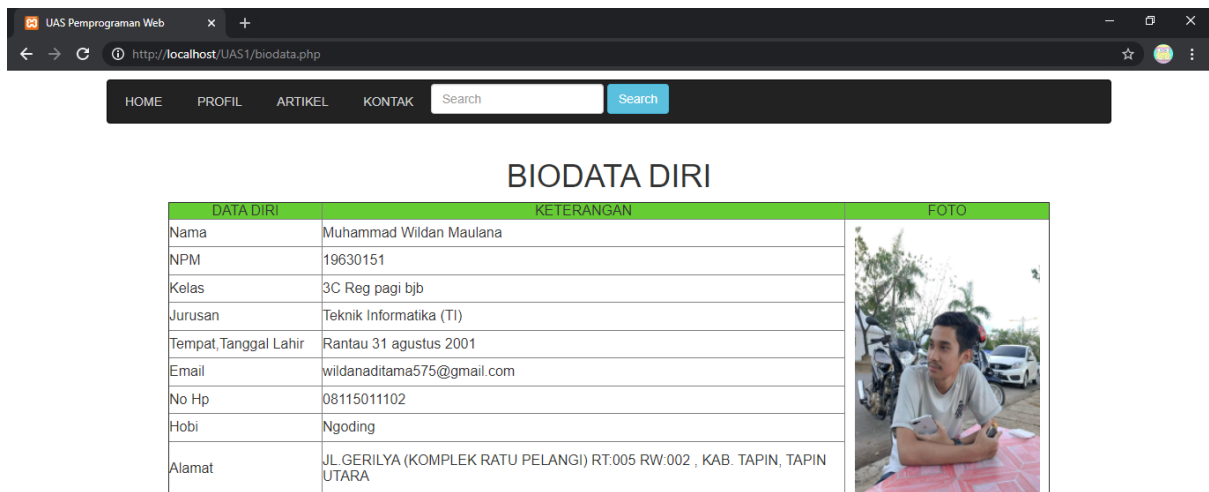 UAS Pemprograman Web
http://localhost/UAS1/biodata.php
HOME PROFIL ARTIKEL KONTAK Search Search
BIODATA DIRI
DATA DIRI KETERANGAN FOTO
Nama Muhammad Wildan Maulana
NPM 19630151
Kelas 3C Reg pagi bjb
Jurusan Teknik Informatika (TI)
Tempat,Tanggal Lahir Rantau 31 agustus 2001
Email wildanaditama575@gmail.com
No Hp 08115011102
Hobi Ngoding
Alamat JL.GERILYA (KOMPLEK RATU PELANGI) RT:005 RW:002 , KAB. TAPIN, TAPIN
UTARA